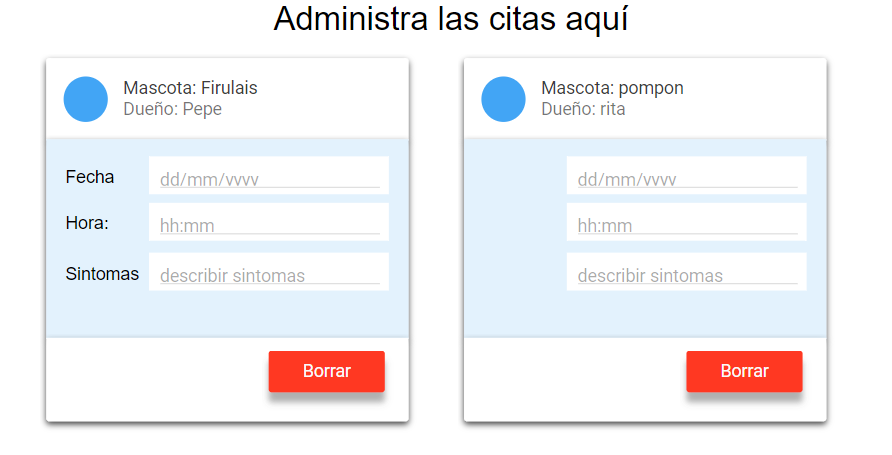 Administra las citas aquí
Mascota: Firulais
Dueño: Pepe
Fecha dd/mm/yyyy
Hora: hh:mm
Sintomas describir sintomas
Borrar
Mascota: pompon
Dueño: rita
dd/mm/yyyy
hh:mm
describir sintomas
Borrar